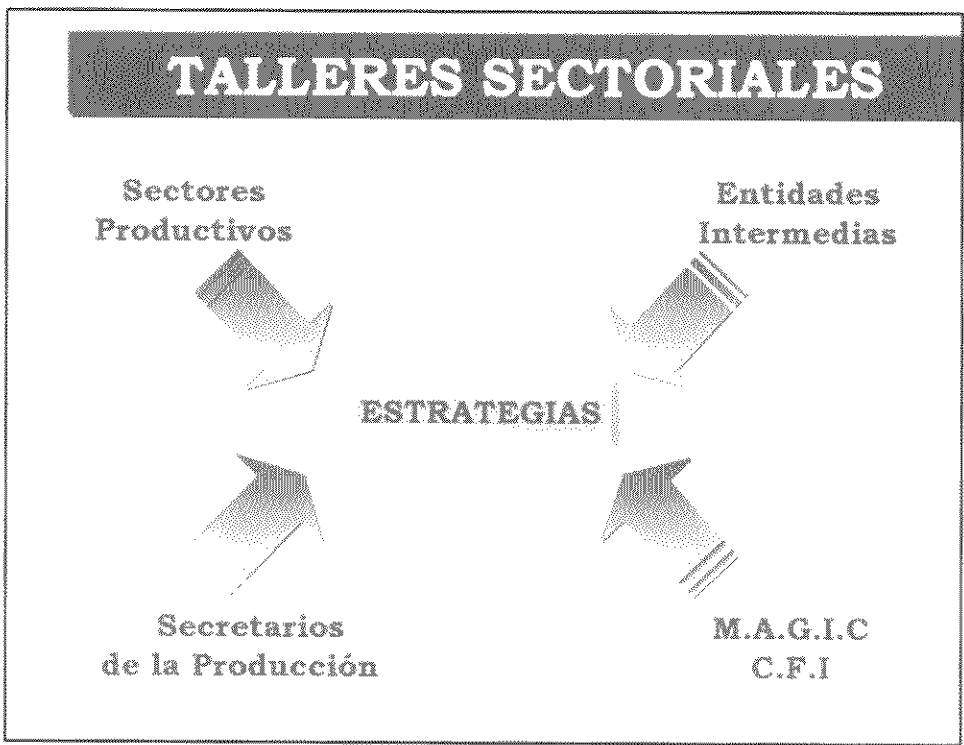 TALLERES SECTORIALES
Sectores
Productivos
Entidades
Intermedias
ESTRATEGIAS
Secretarios
de la Producción
M.A.G.I.C
C.F.I